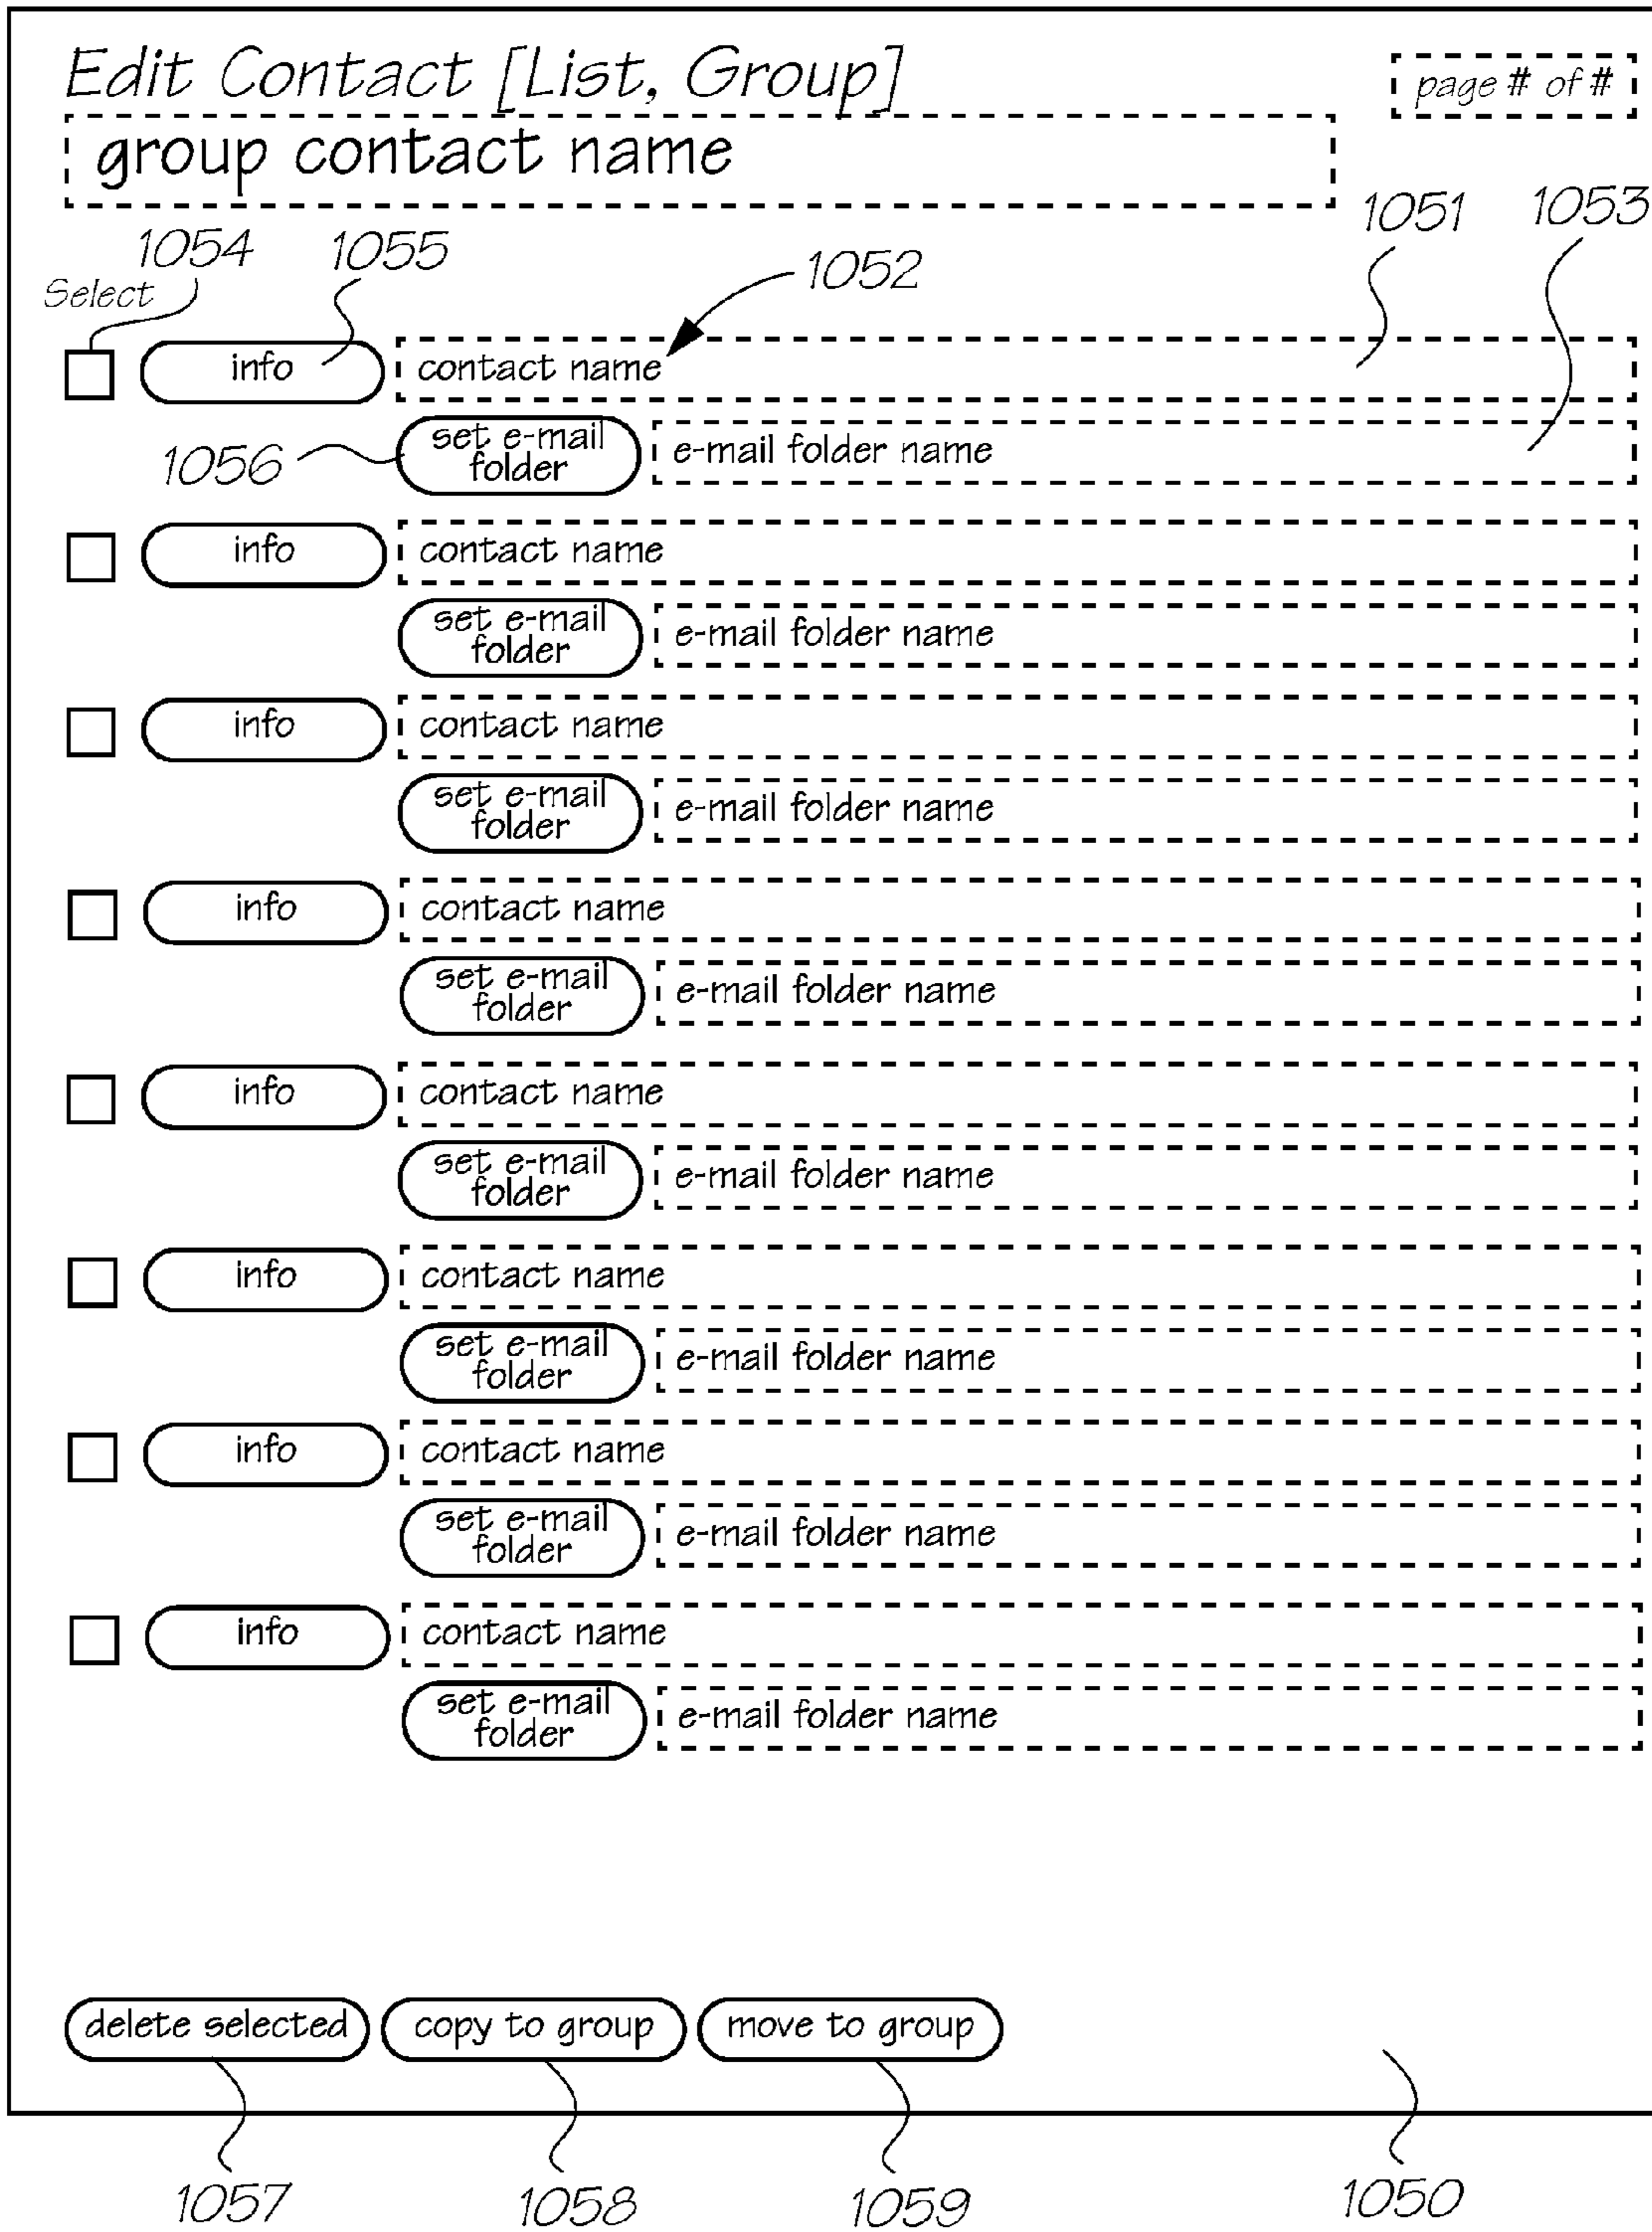 Edit Contact [List, Group]
page # of #
group contact name
1051
1053
1054
1055
1052
Select
info
contact name
set e-mail
folder
e-mail folder name
1056
info
contact name
set e-mail
folder
e-mail folder name
info
contact name
set e-mail
folder
e-mail folder name
info
contact name
set e-mail
folder
e-mail folder name
info
contact name
set e-mail
folder
e-mail folder name
info
contact name
set e-mail
folder
e-mail folder name
info
contact name
set e-mail
folder
e-mail folder name
info
contact name
set e-mail
folder
e-mail folder name
delete selected
copy to group
move to group
1057
1058
1059
1050